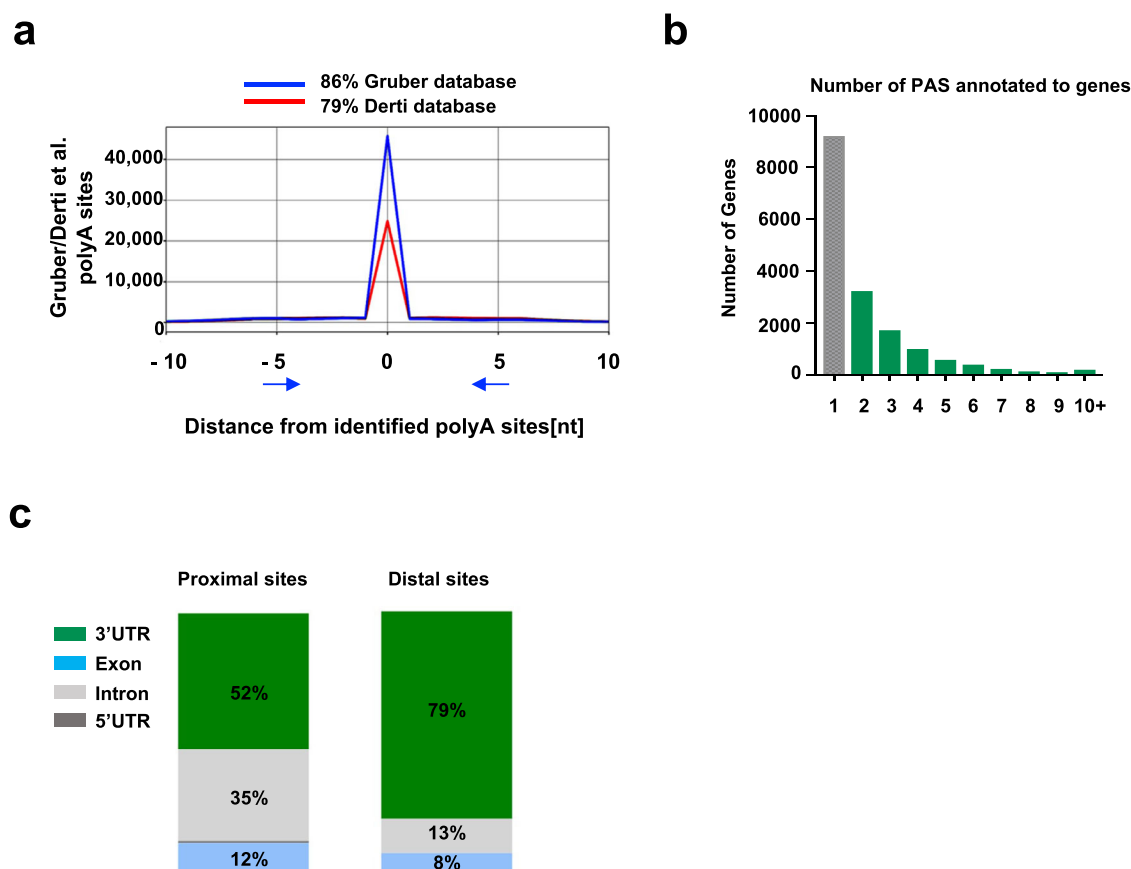 a
86% Gruber database
79% Derti database
Gruber/Derti et al.
polyA sites
40,000
30,000
20,000
10,000
0
- 10
- 5
0
5
10
Distance from identified polyA sites[nt]
b
Number of PAS annotated to genes
Number of Genes
10000
8000
6000
4000
2000
0
1
2
3
4
5
6
7
8
9
10+
c
Proximal sites
Distal sites
3’UTR
Exon
Intron
5’UTR
52%
35%
12%
79%
13%
8%